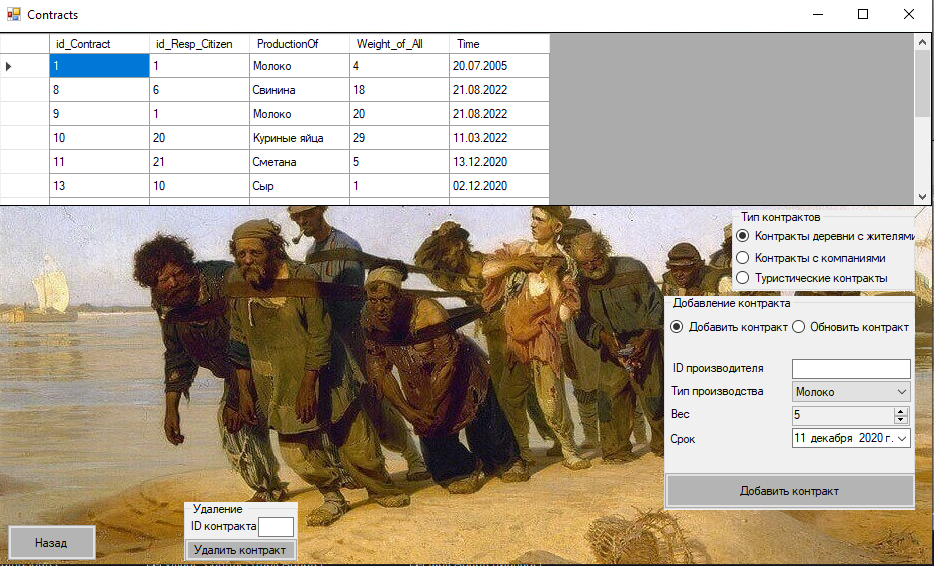 Contracts
id_Contract id_Resp_Citizen ProductionOf Weight_of_All Time
1 1 Молоко 4 20.07.2005
8 6 Свинина 18 21.08.2022
9 1 Молоко 20 21.08.2022
10 20 Куриные яйца 29 11.03.2022
11 21 Сметана 5 13.12.2020
13 10 Сыр 1 02.12.2020
Тип контрактов
Контракты деревни с жителями
Контракты с компаниями
Туристические контракты
Добавление контракта
Добавить контракт Обновить контракт
ID производителя
Тип производства Молоко
Вес 5
Срок 11 декабря 2020 г.
Добавить контракт
Удаление
ID контракта
Удалить контракт
Назад